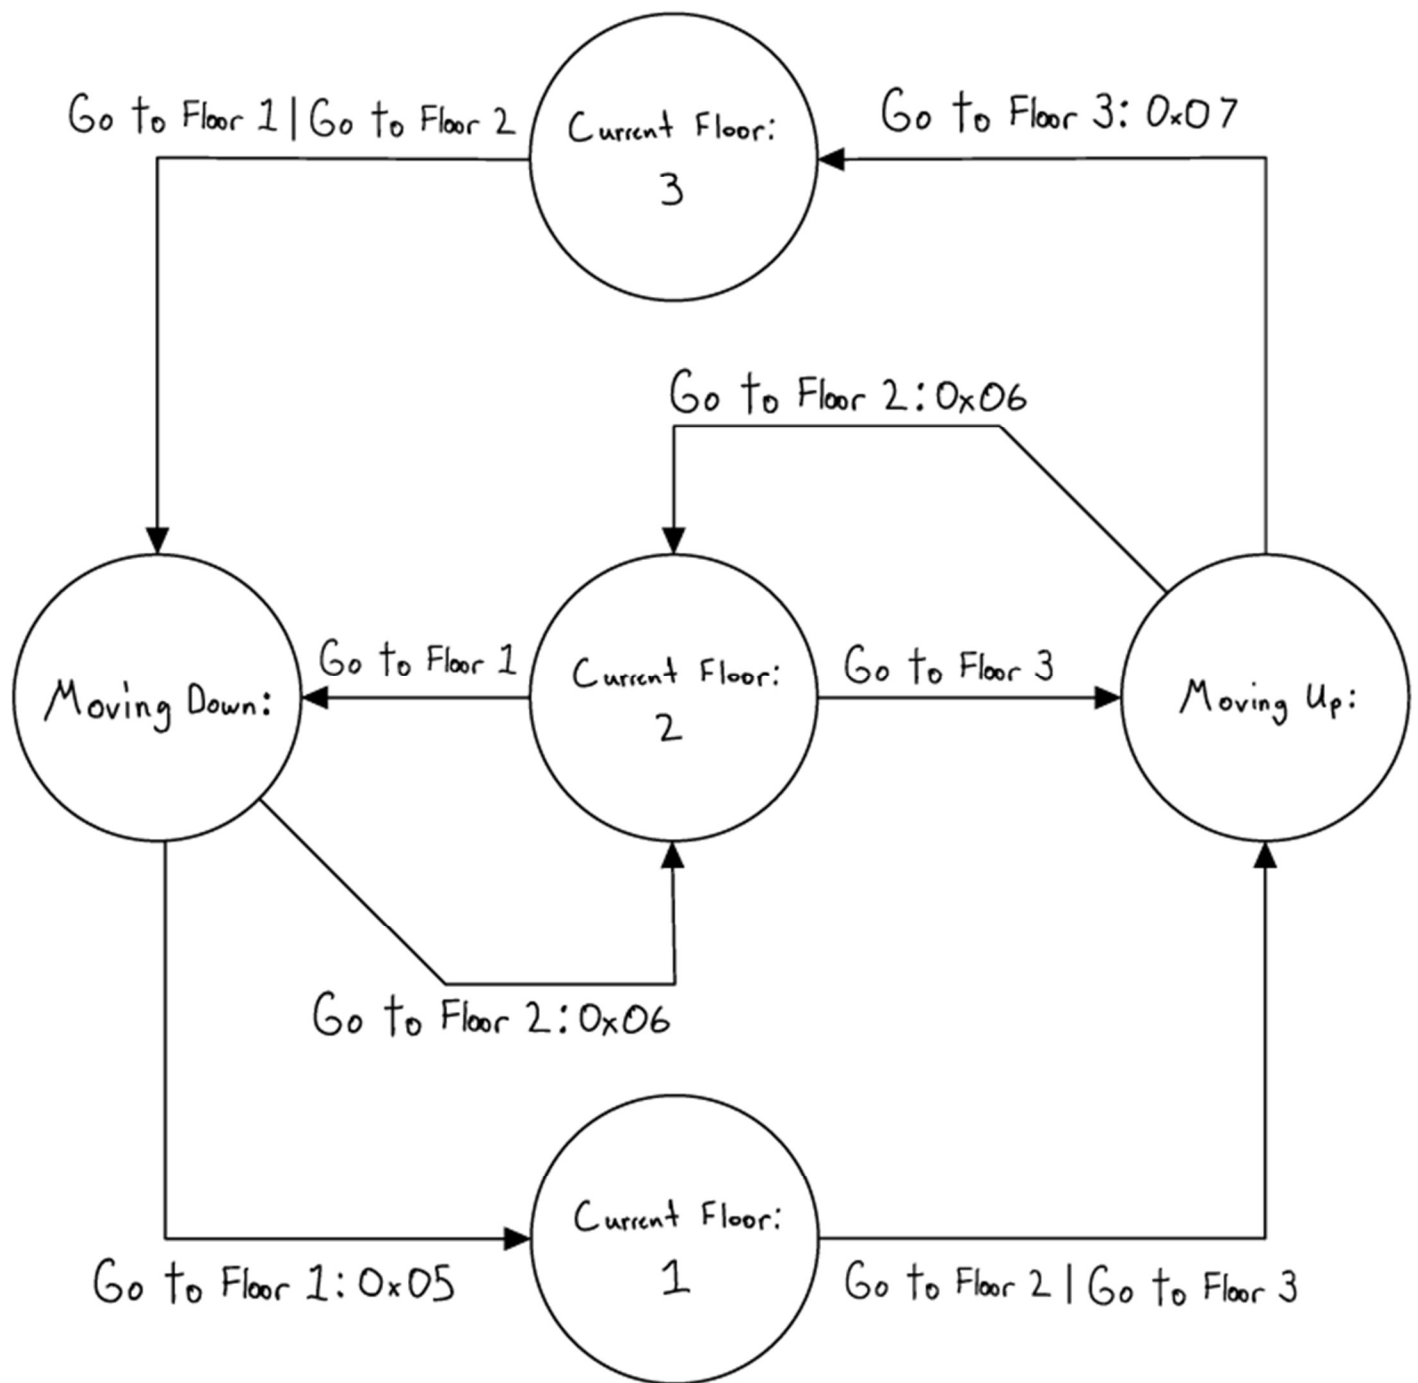 Go to Floor 1 | Go to Floor 2
Current Floor:
3
Go to Floor 3: 0x07
Go to Floor 2: 0x06
Moving Down:
Go to Floor 1
Current Floor:
2
Go to Floor 3
Moving Up:
Go to Floor 2: 0x06
Go to Floor 1: 0x05
Current Floor:
1
Go to Floor 2 | Go to Floor 3